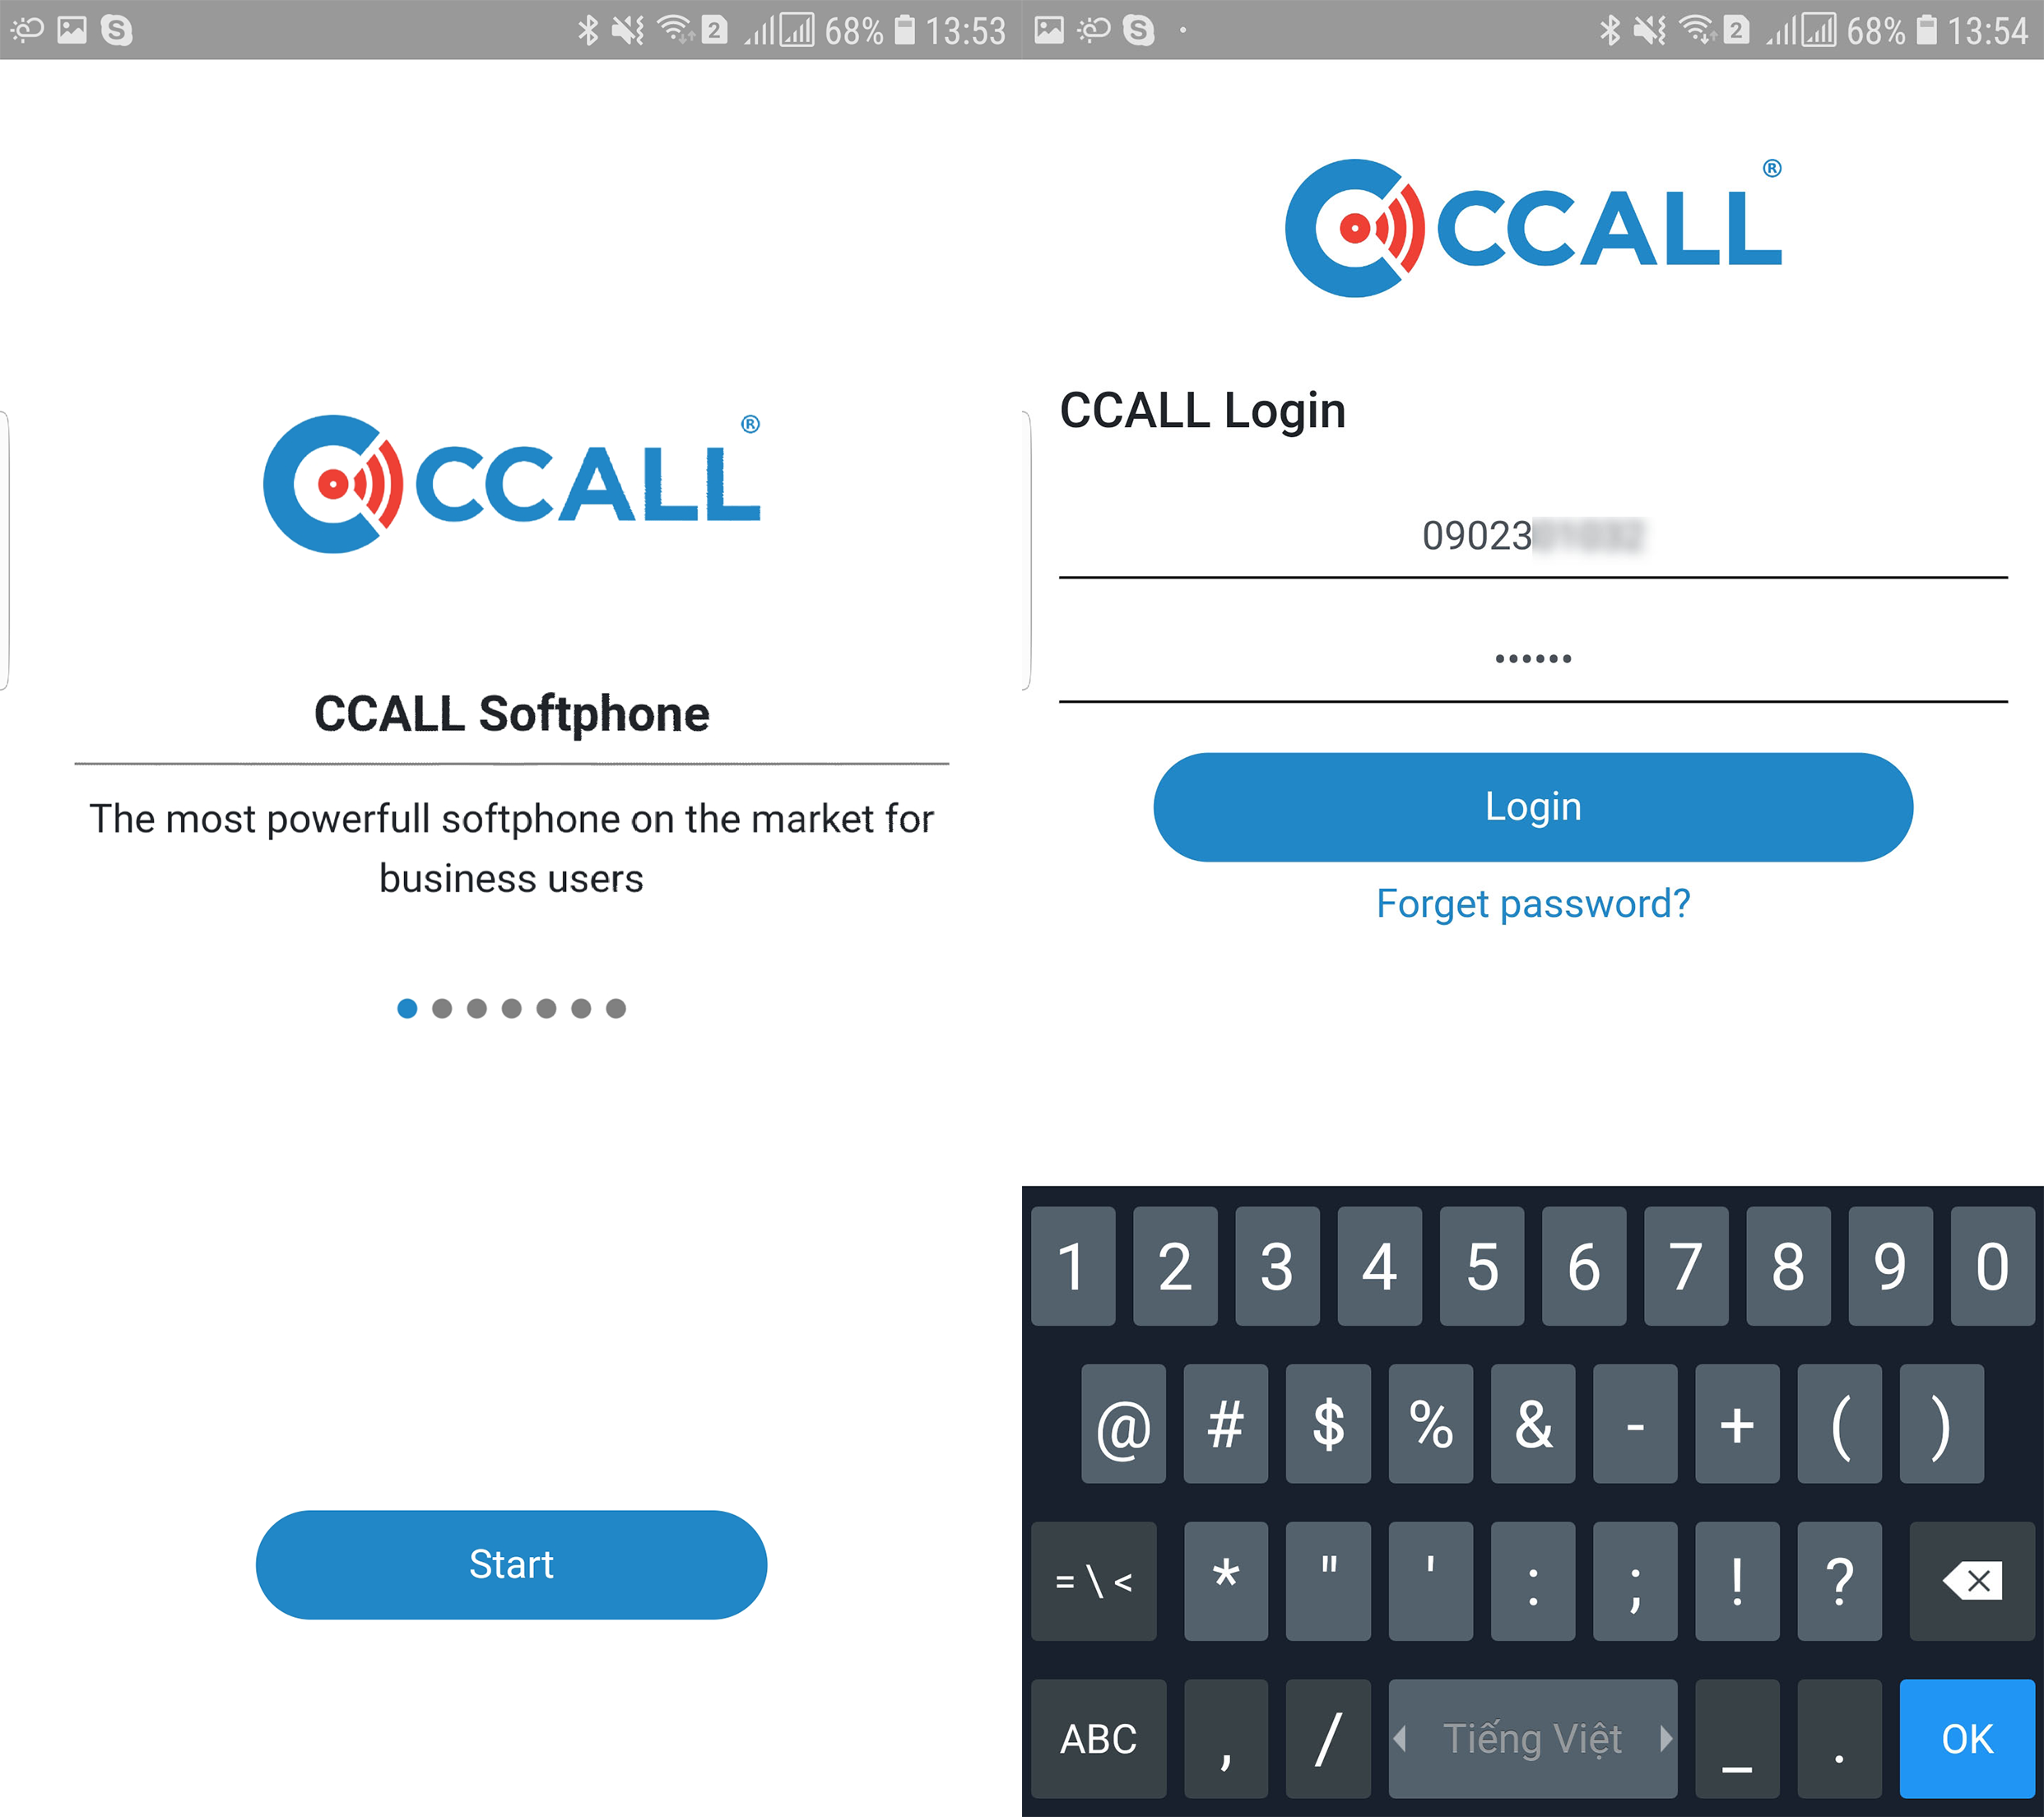 68% 13:53
CCALL®
CCALL Softphone
The most powerfull softphone on the market for
business users
Start
2 68% 13:54
CCALL®
CCALL Login
09023
••••••
Login
Forget password?
1 2 3 4 5 6 7 8 9 0
@ # $ % & - + ( )
= \ < * " ' : ; ! ?
ABC , / Tiếng Việt _ . OK